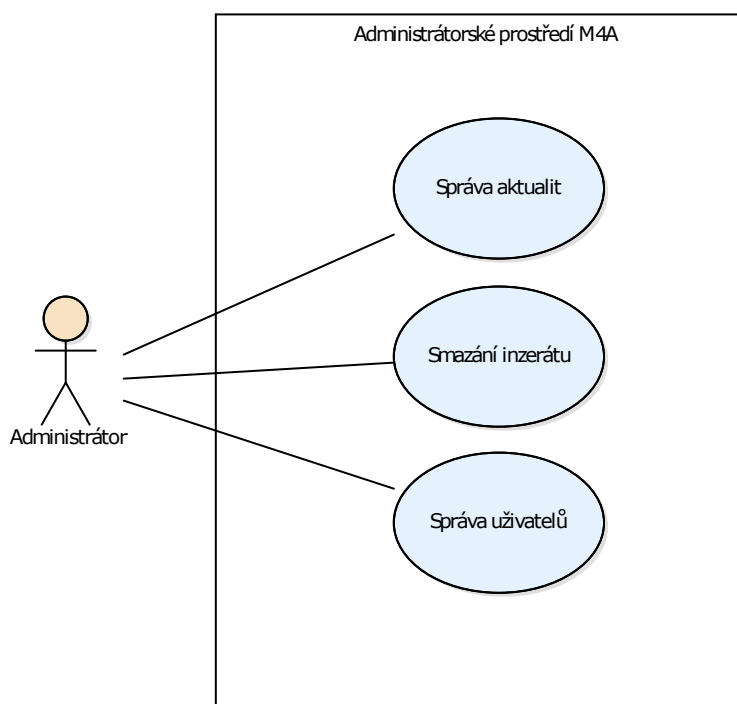 Administrátorské prostředí M4A
Správa aktualit
Smazání inzerátu
Administrátor
Správa uživatelů